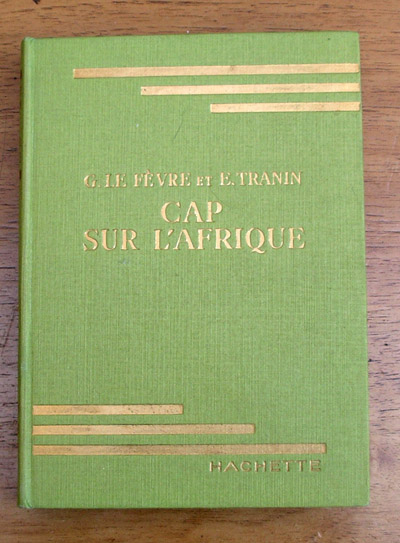 G. LE FÈVRE ET E. TRANIN
CAP
SUR L'AFRIQUE
HACHETTE